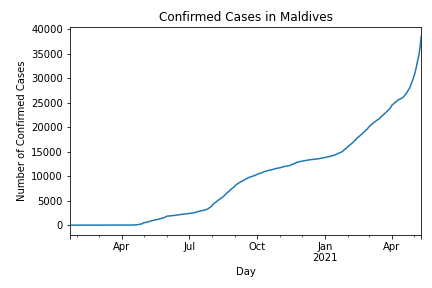 Confirmed Cases in Maldives
Number of Confirmed Cases
40000
35000
30000
25000
20000
15000
10000
5000
0
Apr
Jul
Oct
Jan
2021
Apr
Day